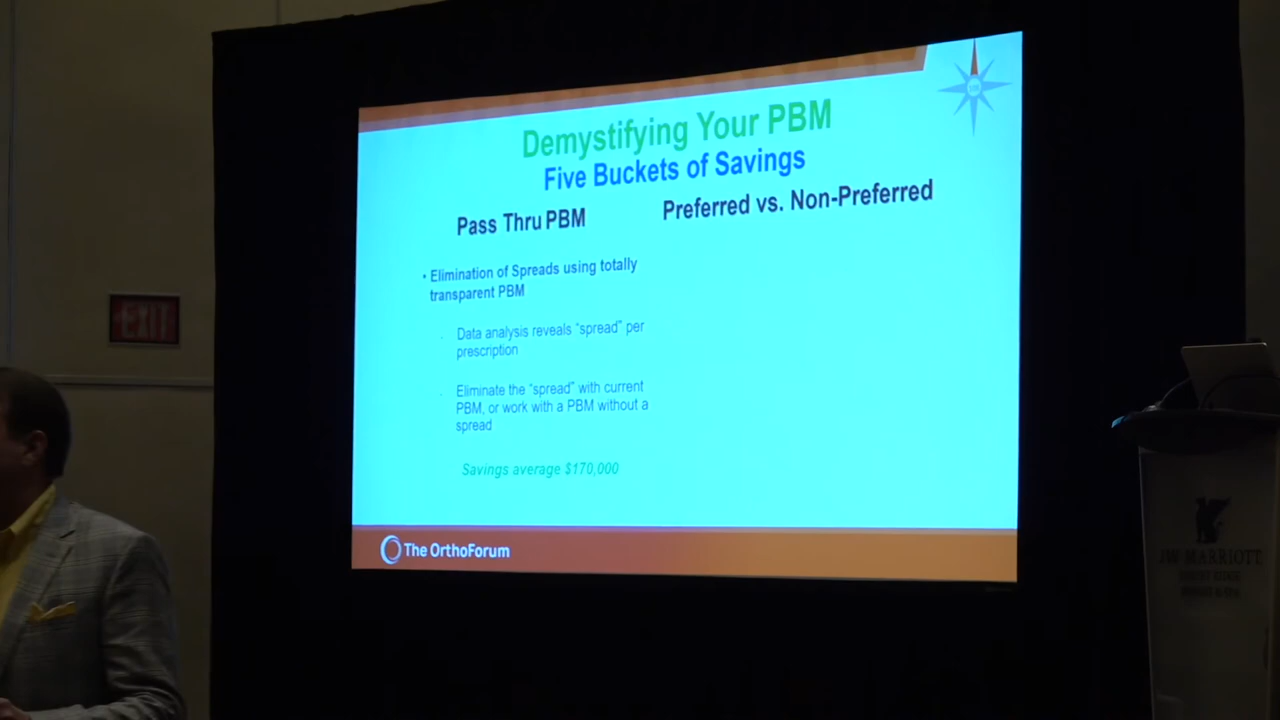 Demystifying Your PBM
Five Buckets of Savings
Pass Thru PBM
Preferred vs. Non-Preferred
• Elimination of Spreads using totally
transparent PBM
Data analysis reveals “spread” per
prescription
Eliminate the “spread” with current
PBM, or work with a PBM without a
spread
Savings average $170,000
The OrthoForum
EXIT
JW MARRIOTT